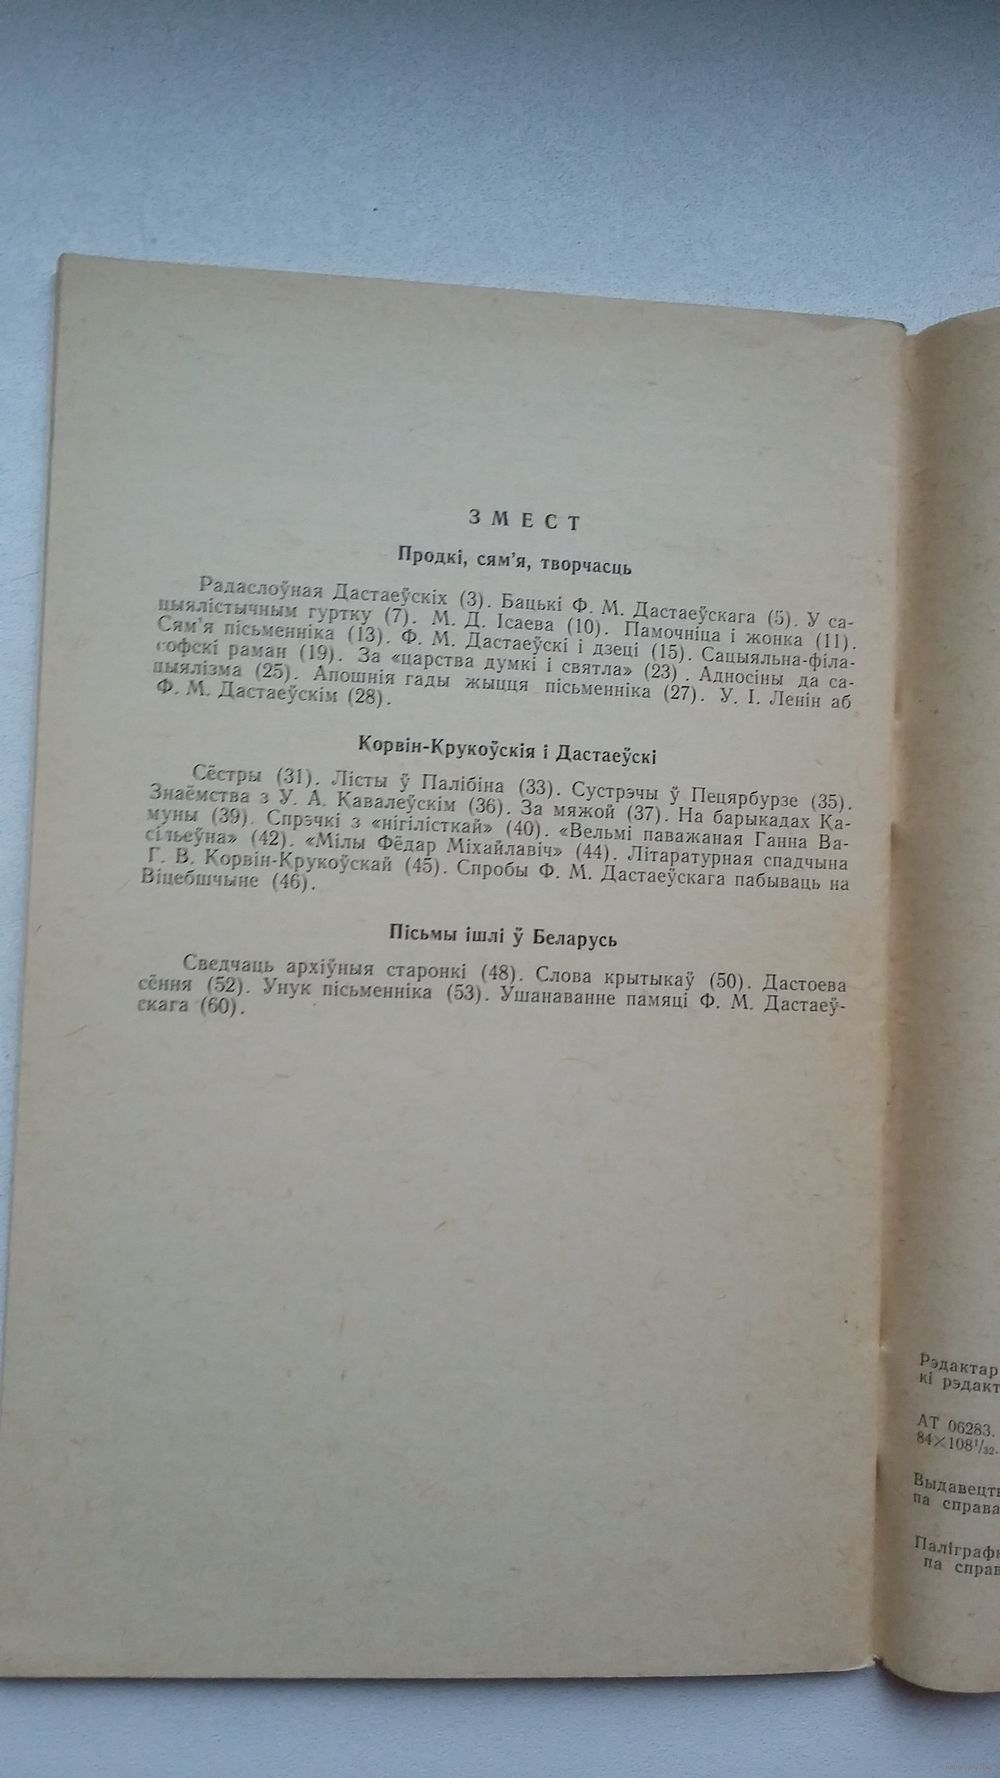 ЗМЕСТ
Продкі, сям’я, творчасць
Радаслоўная Дастаеўскіх (3). Бацькі Ф. М. Дастаеўскага (5). У са-
цыялістычным гуртку (7). М. Д. Ісаева (10). Памочніца і жонка (11).
Сям’я пісьменніка (13). Ф. М. Дастаеўскі і дзеці (15). Сацыяльна-філа-
софскі раман (19). За «царства думкі і святла» (23). Адносіны да са-
цыялізма (25). Апошнія гады жыцця пісьменніка (27). У. І. Ленін аб
Ф. М. Дастаеўскім (28).
Корвін-Крукоўскія і Дастаеўскі
Сёстры (31). Лісты ў Палібіна (33). Сустрэчы ў Пецярбурзе (35).
Знаёмства з У. А. Кавалеўскім (36). За мяжой (37). На барыкадах Ка-
муны (39). Спрэчкі з «нігілісткай» (40). «Вельмі паважаная Ганна Ва-
сільеўна» (42). «Мілы Фёдар Міхайлавіч» (44). Літаратурная спадчына
Г. В. Корвін-Крукоўскай (45). Спробы Ф. М. Дастаеўскага пабываць на
Віцебшчыне (46).
Пісьмы ішлі ў Беларусь
Сведчаць архіўныя старонкі (48). Слова крытыкаў (50). Дастоева
сёння (52). Унук пісьменніка (53). Ушанаванне памяці Ф. М. Дастаеў-
скага (60).
Рэдактар
кі рэдакт
АТ 06283.
84×108¹/₃₂.
Выдавецт
па справа
Паліграф
па справ